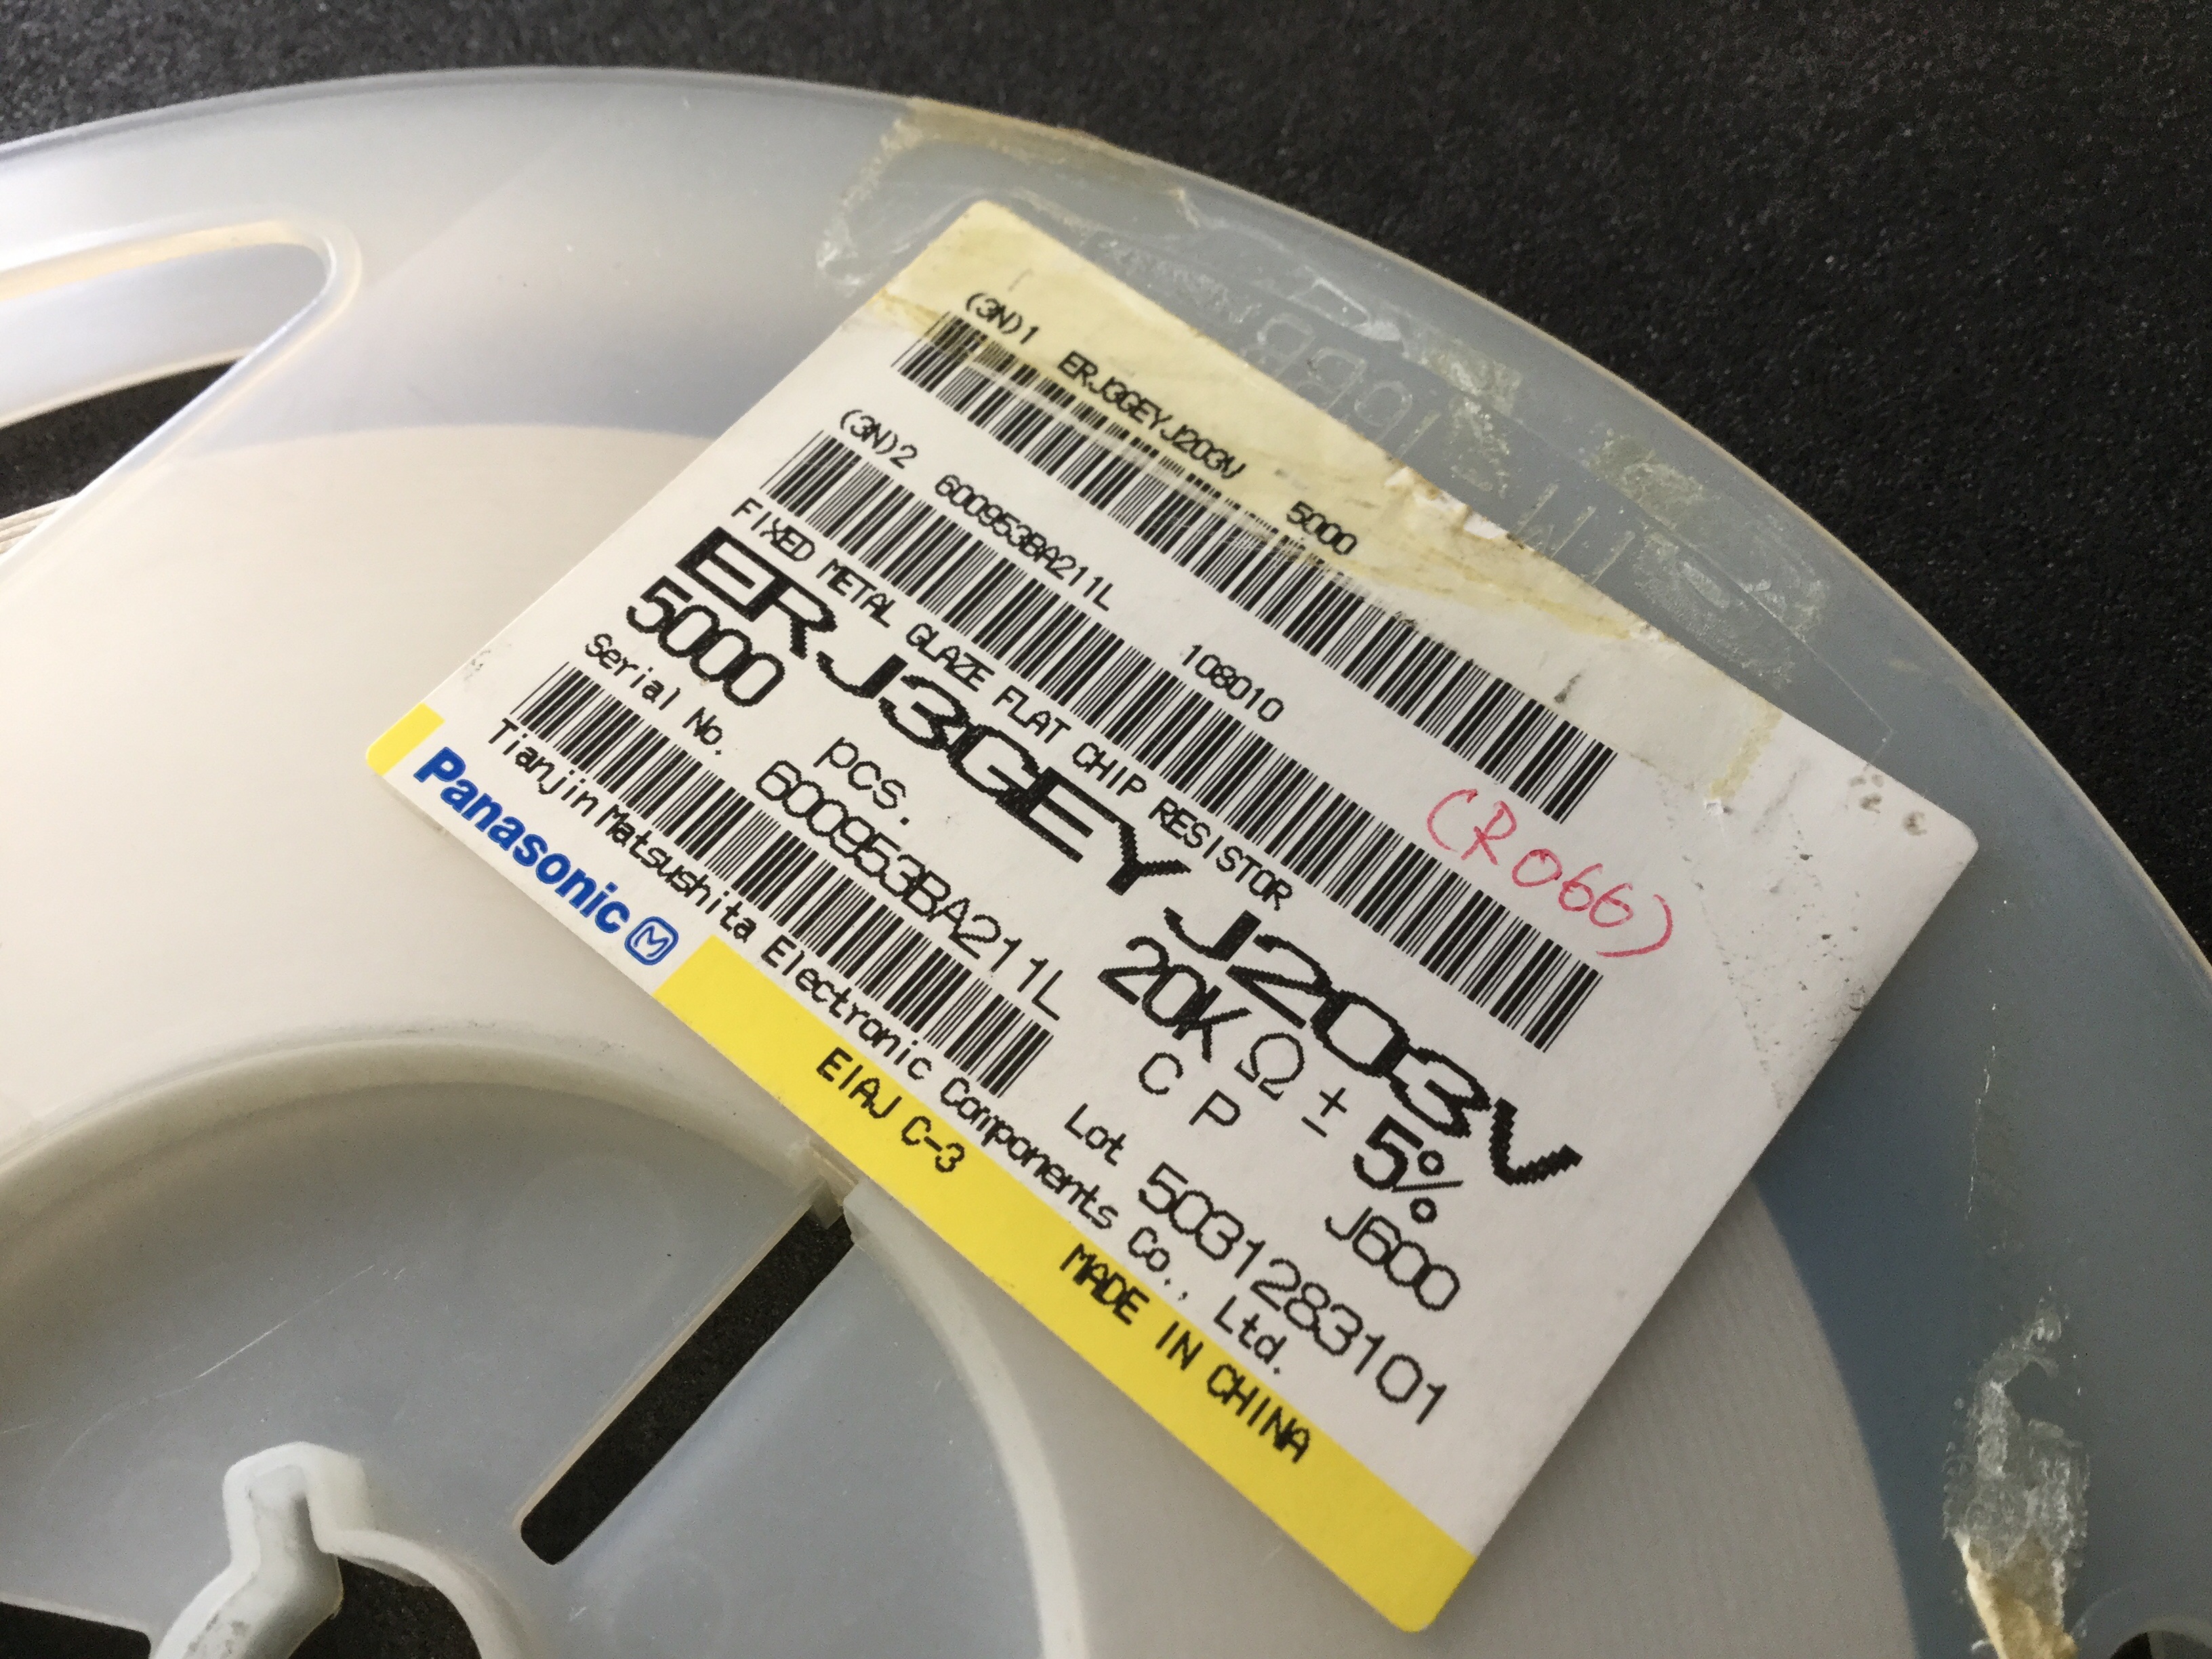 (3N)1 ERJ3GEYJ203V 5000
(3N)2 600953BA211L 108010
(R066)
FIXED METAL GLAZE FLAT CHIP RESISTOR
ERJ3GEYJ203V
5000 pcs. 20K Ω ± 5%
C P J600
Serial No. 600953BA211L Lot 5031283101
Tianjin Matsushita Electronic Components Co., Ltd.
Panasonic M EIAJ C-3 MADE IN CHINA